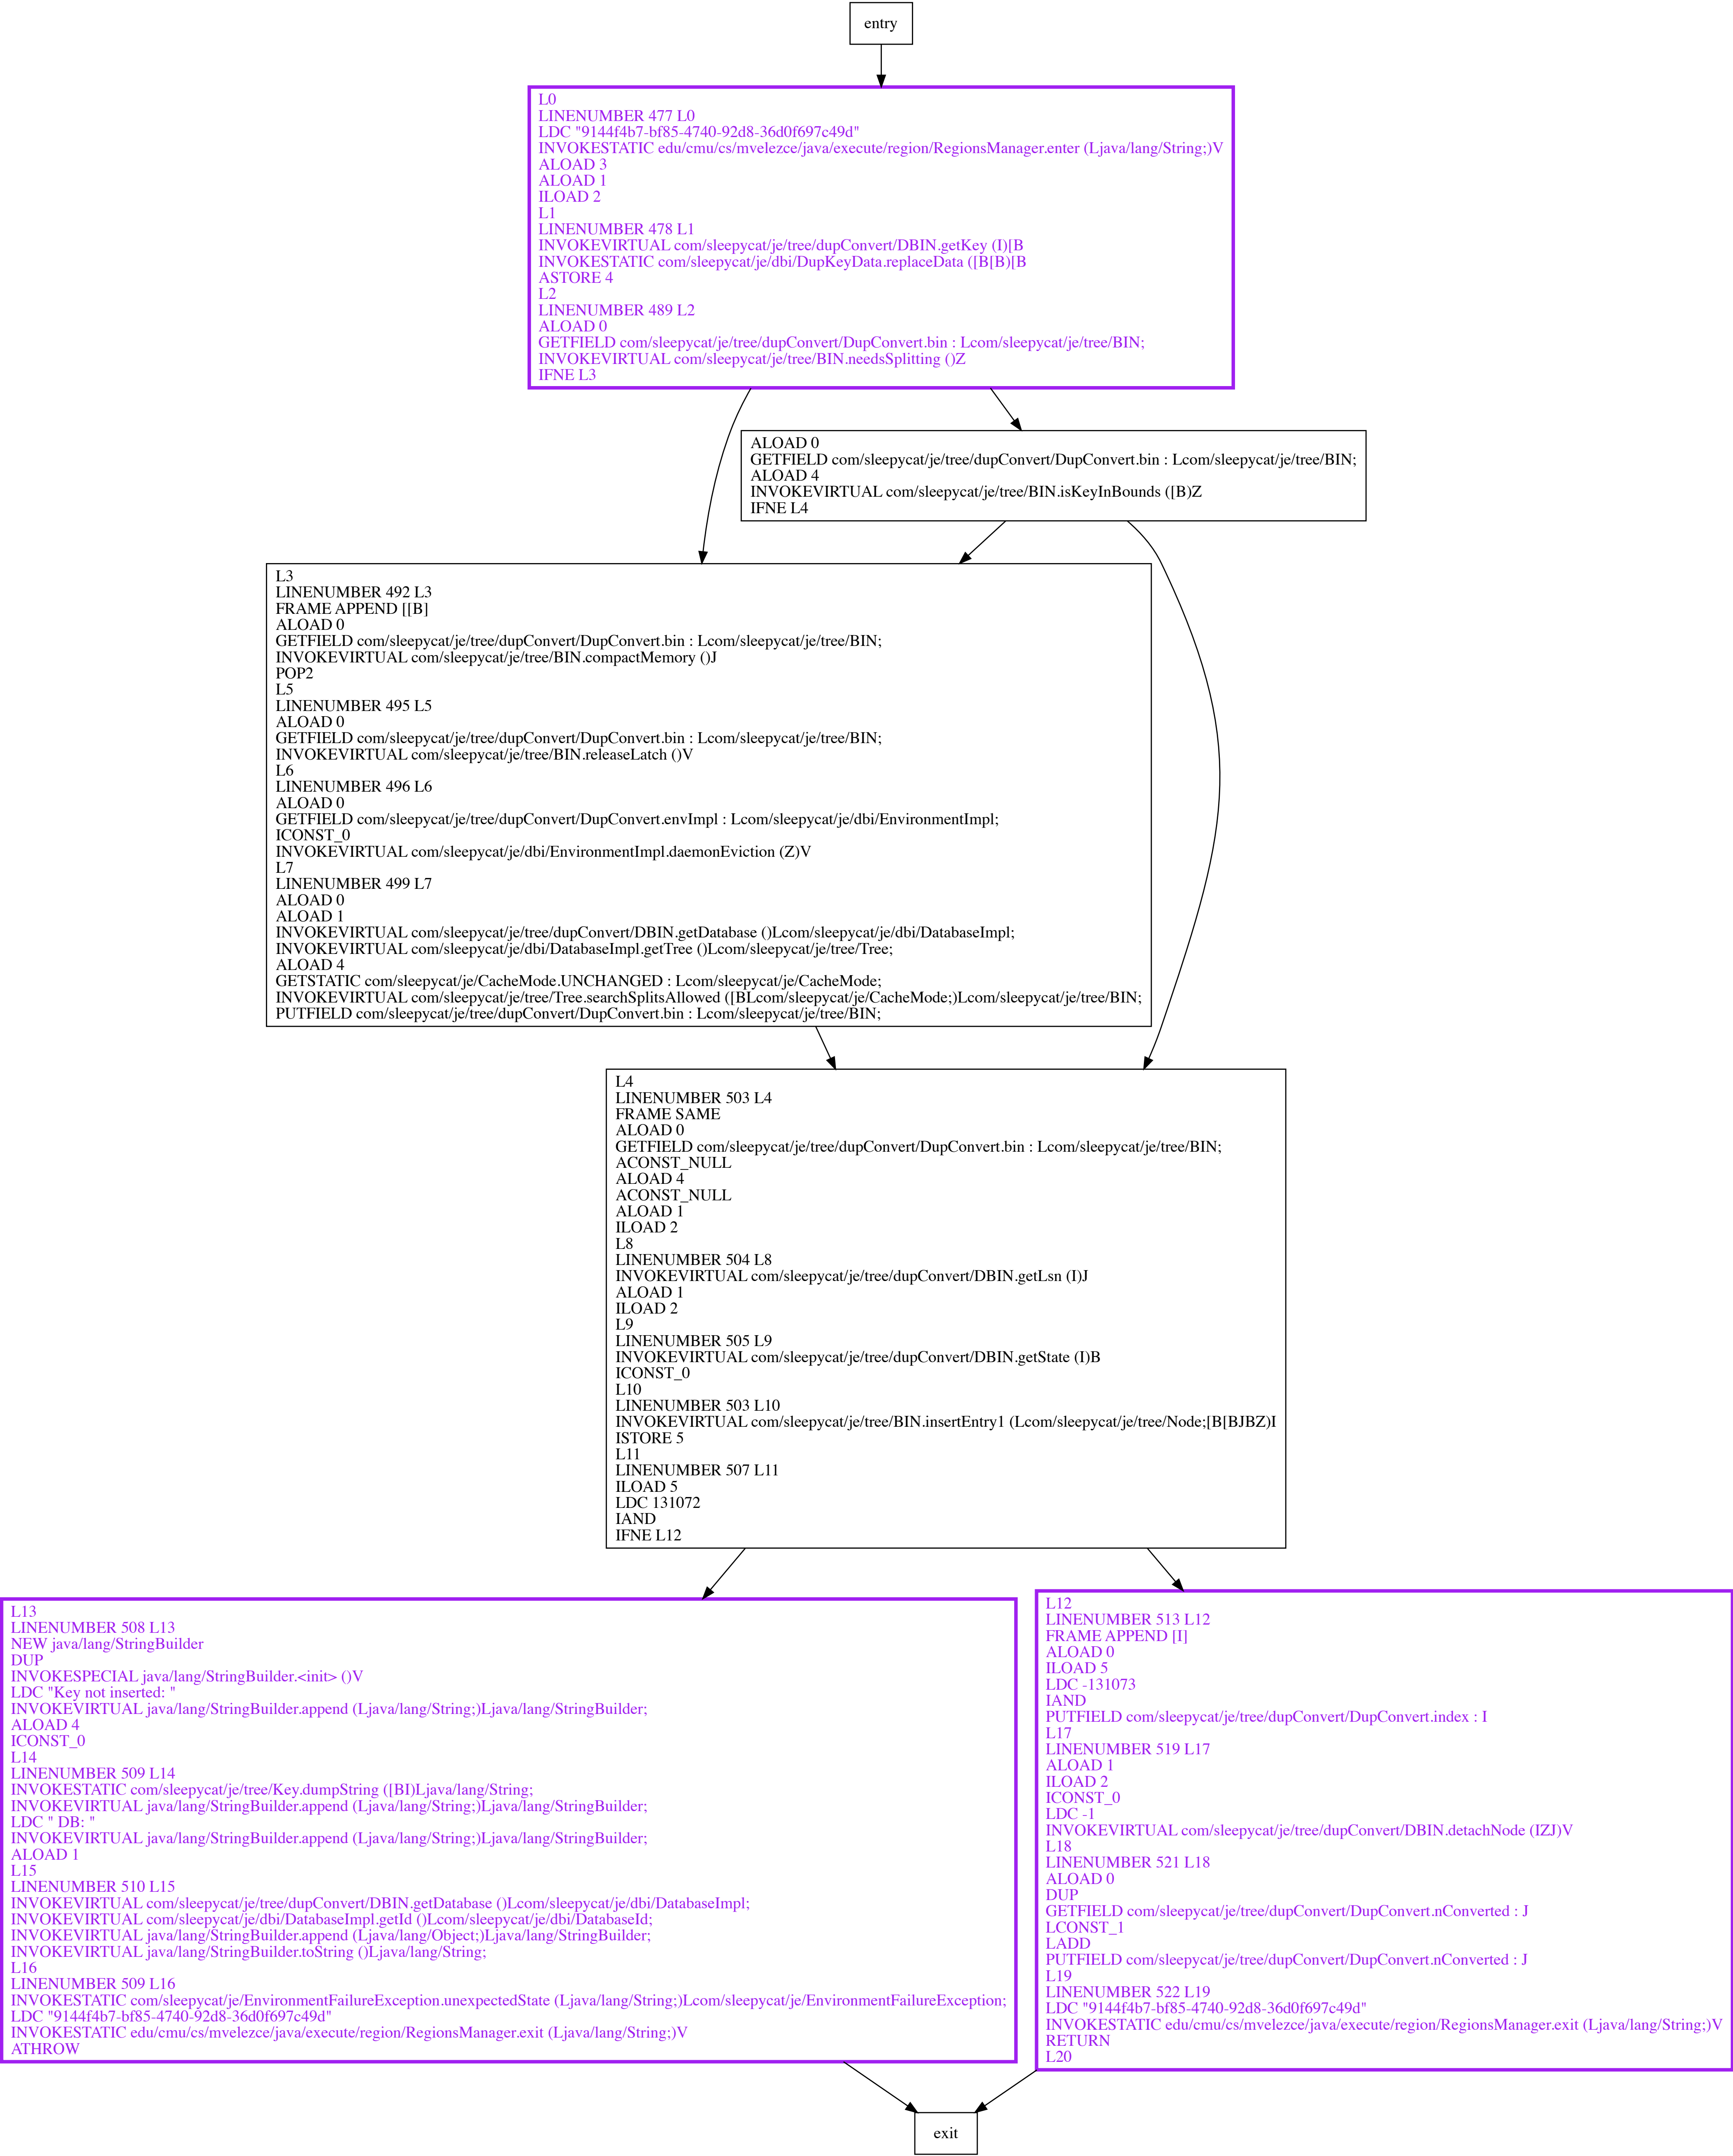 entry
L0
LINENUMBER 477 L0
LDC "9144f4b7-bf85-4740-92d8-36d0f697c49d"
INVOKESTATIC edu/cmu/cs/mvelezce/java/execute/region/RegionsManager.enter (Ljava/lang/String;)V
ALOAD 3
ALOAD 1
ILOAD 2
L1
LINENUMBER 478 L1
INVOKEVIRTUAL com/sleepycat/je/tree/dupConvert/DBIN.getKey (I)[B
INVOKESTATIC com/sleepycat/je/dbi/DupKeyData.replaceData ([B[B)[B
ASTORE 4
L2
LINENUMBER 489 L2
ALOAD 0
GETFIELD com/sleepycat/je/tree/dupConvert/DupConvert.bin : Lcom/sleepycat/je/tree/BIN;
INVOKEVIRTUAL com/sleepycat/je/tree/BIN.needsSplitting ()Z
IFNE L3
ALOAD 0
GETFIELD com/sleepycat/je/tree/dupConvert/DupConvert.bin : Lcom/sleepycat/je/tree/BIN;
ALOAD 4
INVOKEVIRTUAL com/sleepycat/je/tree/BIN.isKeyInBounds ([B)Z
IFNE L4
L3
LINENUMBER 492 L3
FRAME APPEND [[B]
ALOAD 0
GETFIELD com/sleepycat/je/tree/dupConvert/DupConvert.bin : Lcom/sleepycat/je/tree/BIN;
INVOKEVIRTUAL com/sleepycat/je/tree/BIN.compactMemory ()J
POP2
L5
LINENUMBER 495 L5
ALOAD 0
GETFIELD com/sleepycat/je/tree/dupConvert/DupConvert.bin : Lcom/sleepycat/je/tree/BIN;
INVOKEVIRTUAL com/sleepycat/je/tree/BIN.releaseLatch ()V
L6
LINENUMBER 496 L6
ALOAD 0
GETFIELD com/sleepycat/je/tree/dupConvert/DupConvert.envImpl : Lcom/sleepycat/je/dbi/EnvironmentImpl;
ICONST_0
INVOKEVIRTUAL com/sleepycat/je/dbi/EnvironmentImpl.daemonEviction (Z)V
L7
LINENUMBER 499 L7
ALOAD 0
ALOAD 1
INVOKEVIRTUAL com/sleepycat/je/tree/dupConvert/DBIN.getDatabase ()Lcom/sleepycat/je/dbi/DatabaseImpl;
INVOKEVIRTUAL com/sleepycat/je/dbi/DatabaseImpl.getTree ()Lcom/sleepycat/je/tree/Tree;
ALOAD 4
GETSTATIC com/sleepycat/je/CacheMode.UNCHANGED : Lcom/sleepycat/je/CacheMode;
INVOKEVIRTUAL com/sleepycat/je/tree/Tree.searchSplitsAllowed ([BLcom/sleepycat/je/CacheMode;)Lcom/sleepycat/je/tree/BIN;
PUTFIELD com/sleepycat/je/tree/dupConvert/DupConvert.bin : Lcom/sleepycat/je/tree/BIN;
L4
LINENUMBER 503 L4
FRAME SAME
ALOAD 0
GETFIELD com/sleepycat/je/tree/dupConvert/DupConvert.bin : Lcom/sleepycat/je/tree/BIN;
ACONST_NULL
ALOAD 4
ACONST_NULL
ALOAD 1
ILOAD 2
L8
LINENUMBER 504 L8
INVOKEVIRTUAL com/sleepycat/je/tree/dupConvert/DBIN.getLsn (I)J
ALOAD 1
ILOAD 2
L9
LINENUMBER 505 L9
INVOKEVIRTUAL com/sleepycat/je/tree/dupConvert/DBIN.getState (I)B
ICONST_0
L10
LINENUMBER 503 L10
INVOKEVIRTUAL com/sleepycat/je/tree/BIN.insertEntry1 (Lcom/sleepycat/je/tree/Node;[B[BJBZ)I
ISTORE 5
L11
LINENUMBER 507 L11
ILOAD 5
LDC 131072
IAND
IFNE L12
L13
LINENUMBER 508 L13
NEW java/lang/StringBuilder
DUP
INVOKESPECIAL java/lang/StringBuilder.<init> ()V
LDC "Key not inserted: "
INVOKEVIRTUAL java/lang/StringBuilder.append (Ljava/lang/String;)Ljava/lang/StringBuilder;
ALOAD 4
ICONST_0
L14
LINENUMBER 509 L14
INVOKESTATIC com/sleepycat/je/tree/Key.dumpString ([BI)Ljava/lang/String;
INVOKEVIRTUAL java/lang/StringBuilder.append (Ljava/lang/String;)Ljava/lang/StringBuilder;
LDC " DB: "
INVOKEVIRTUAL java/lang/StringBuilder.append (Ljava/lang/String;)Ljava/lang/StringBuilder;
ALOAD 1
L15
LINENUMBER 510 L15
INVOKEVIRTUAL com/sleepycat/je/tree/dupConvert/DBIN.getDatabase ()Lcom/sleepycat/je/dbi/DatabaseImpl;
INVOKEVIRTUAL com/sleepycat/je/dbi/DatabaseImpl.getId ()Lcom/sleepycat/je/dbi/DatabaseId;
INVOKEVIRTUAL java/lang/StringBuilder.append (Ljava/lang/Object;)Ljava/lang/StringBuilder;
INVOKEVIRTUAL java/lang/StringBuilder.toString ()Ljava/lang/String;
L16
LINENUMBER 509 L16
INVOKESTATIC com/sleepycat/je/EnvironmentFailureException.unexpectedState (Ljava/lang/String;)Lcom/sleepycat/je/EnvironmentFailureException;
LDC "9144f4b7-bf85-4740-92d8-36d0f697c49d"
INVOKESTATIC edu/cmu/cs/mvelezce/java/execute/region/RegionsManager.exit (Ljava/lang/String;)V
ATHROW
L12
LINENUMBER 513 L12
FRAME APPEND [I]
ALOAD 0
ILOAD 5
LDC -131073
IAND
PUTFIELD com/sleepycat/je/tree/dupConvert/DupConvert.index : I
L17
LINENUMBER 519 L17
ALOAD 1
ILOAD 2
ICONST_0
LDC -1
INVOKEVIRTUAL com/sleepycat/je/tree/dupConvert/DBIN.detachNode (IZJ)V
L18
LINENUMBER 521 L18
ALOAD 0
DUP
GETFIELD com/sleepycat/je/tree/dupConvert/DupConvert.nConverted : J
LCONST_1
LADD
PUTFIELD com/sleepycat/je/tree/dupConvert/DupConvert.nConverted : J
L19
LINENUMBER 522 L19
LDC "9144f4b7-bf85-4740-92d8-36d0f697c49d"
INVOKESTATIC edu/cmu/cs/mvelezce/java/execute/region/RegionsManager.exit (Ljava/lang/String;)V
RETURN
L20
exit